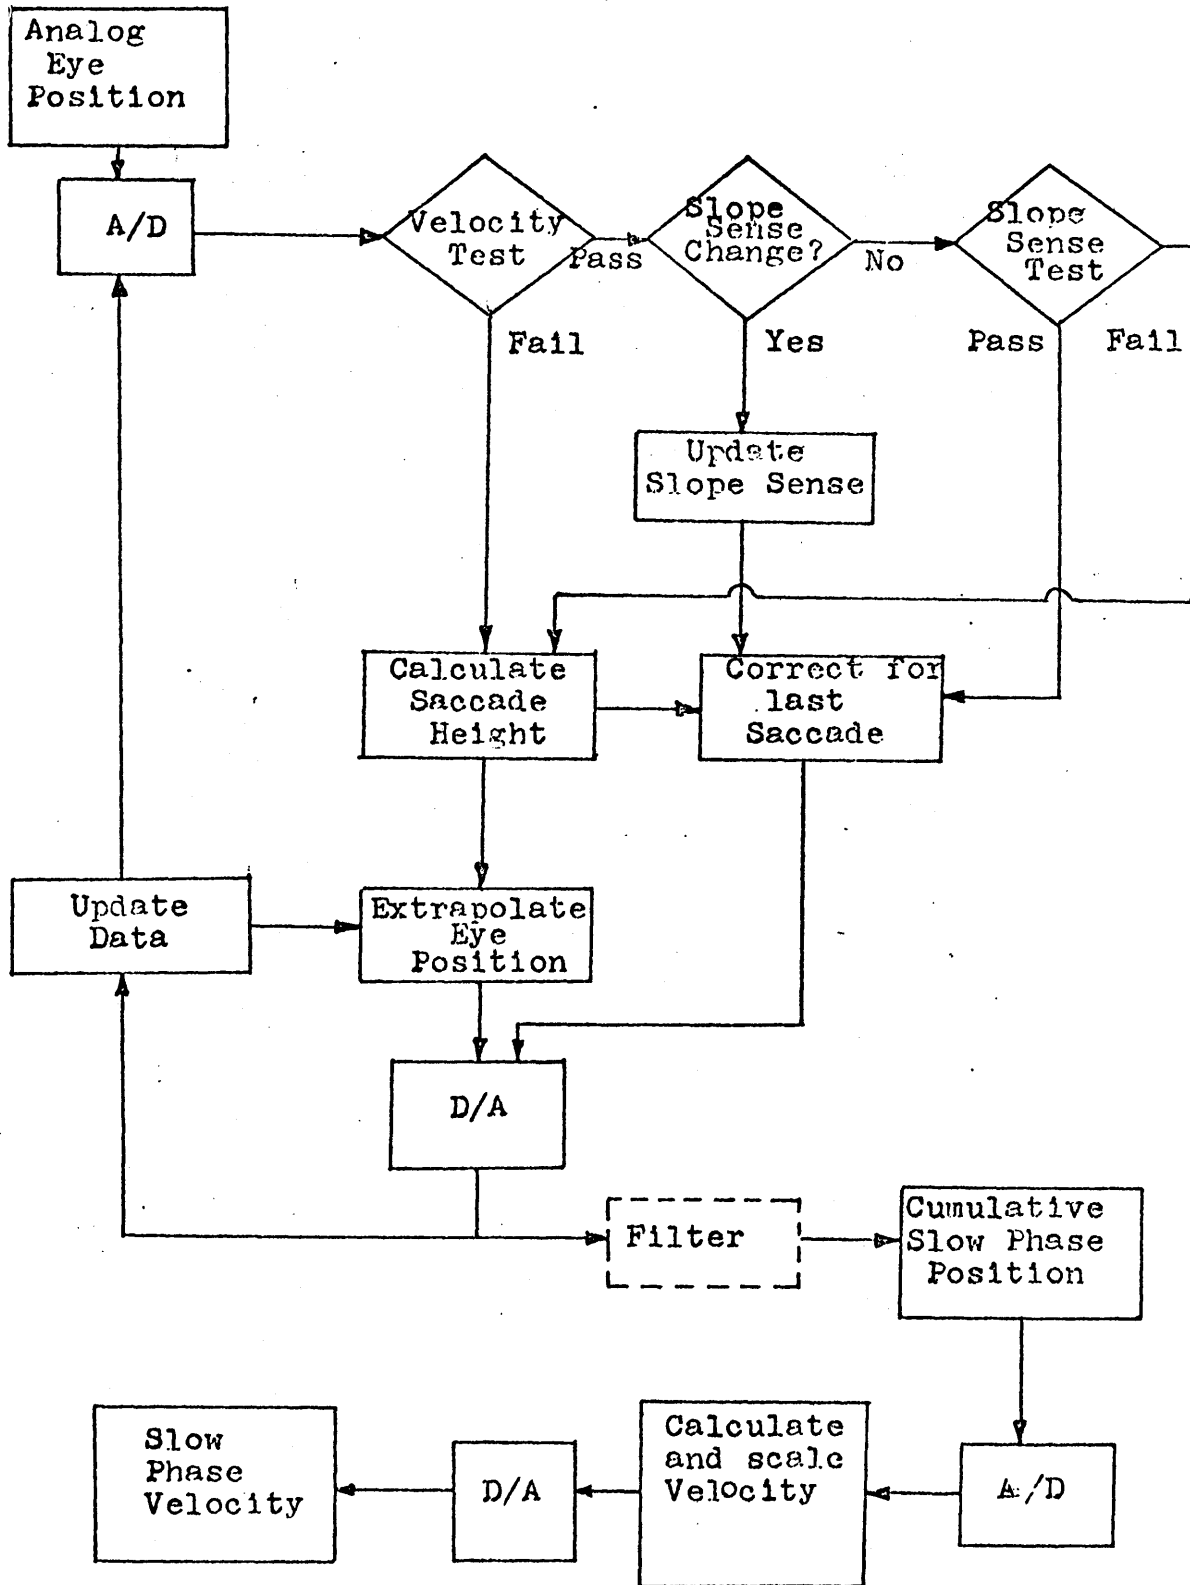 Analog
Eye
Position
A/D
Velocity
Test
Pass
Fail
Slope
Sense
Change?
No
Yes
Slope
Sense
Test
Pass
Fail
Update
Slope Sense
Calculate
Saccade
Height
Correct for
last
Saccade
Update
Data
Extrapolate
Eye
Position
D/A
Filter
Cumulative
Slow Phase
Position
Slow
Phase
Velocity
D/A
Calculate
and scale
Velocity
A/D